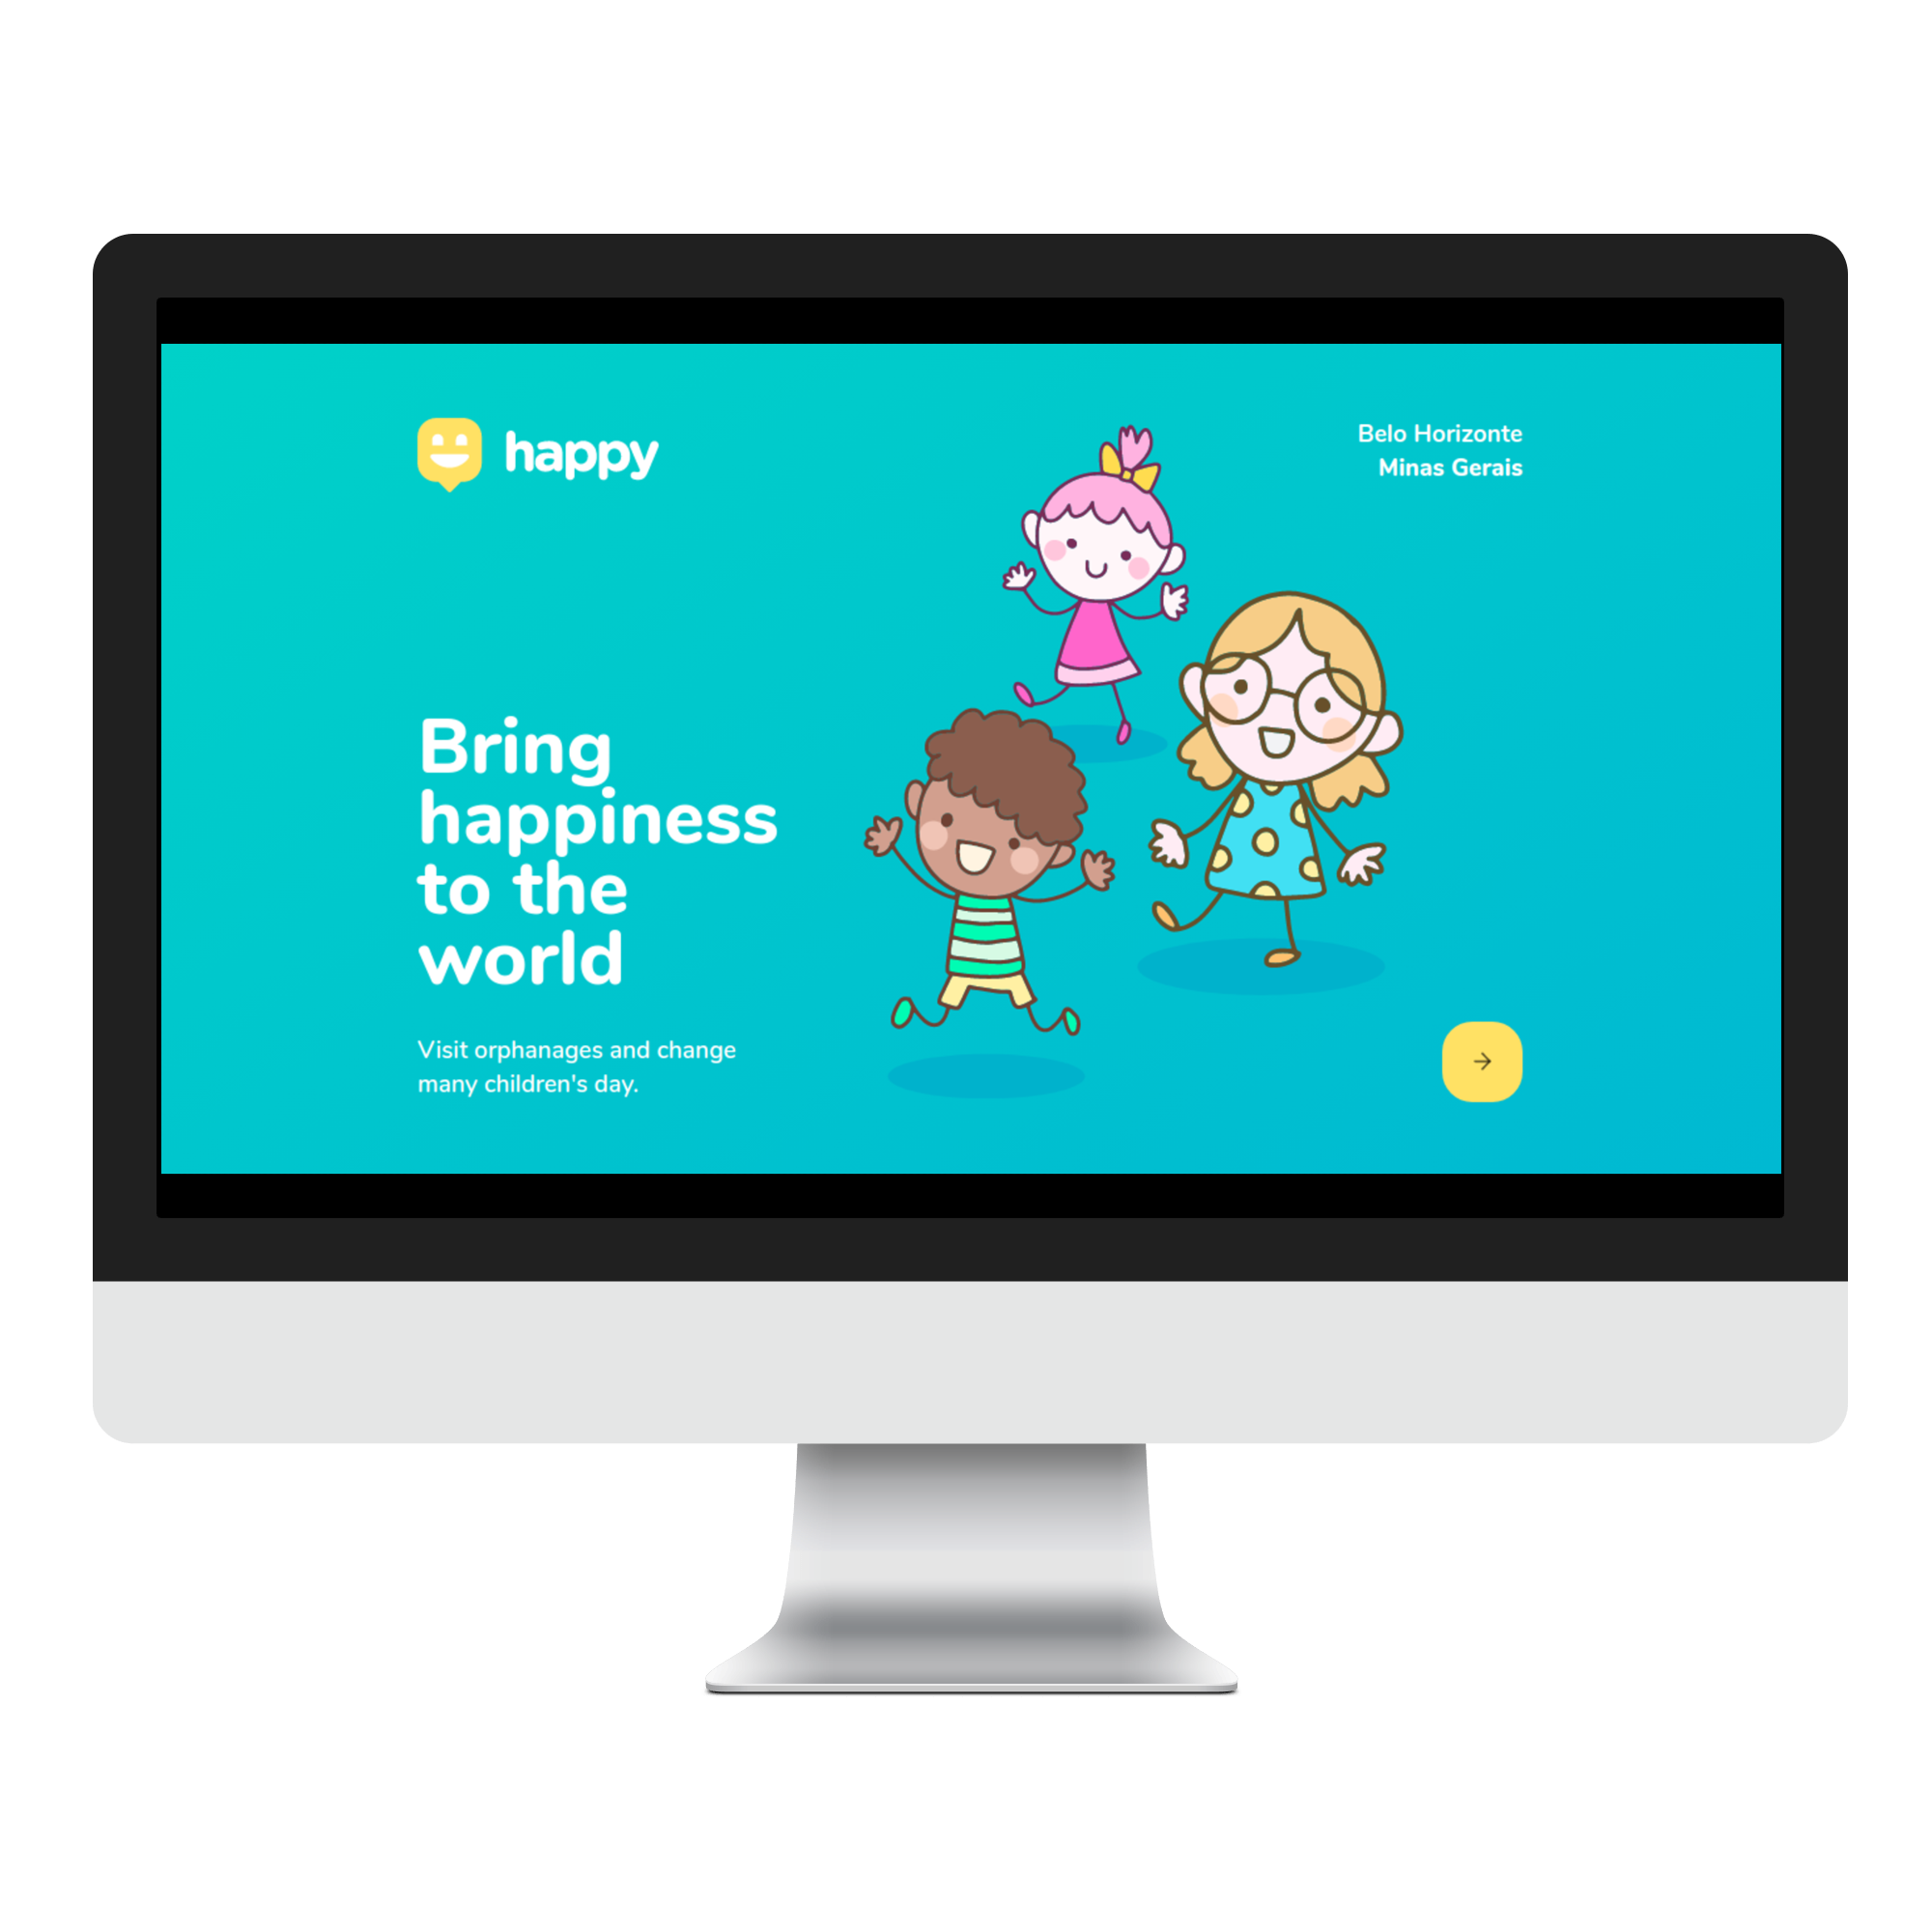 happy
Belo Horizonte
Minas Gerais
Bring
happiness
to the
world
Visit orphanages and change
many children's day.